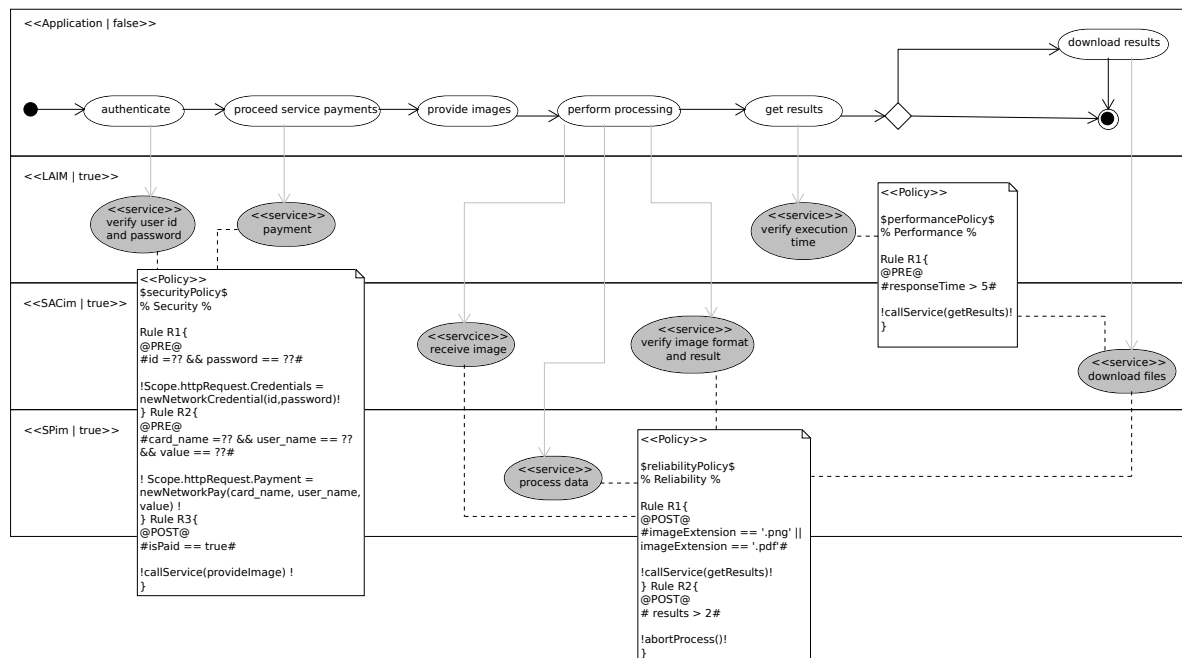 <<Application | false>>
download results
authenticate
proceed service payments
provide images
perform processing
get results
<<LAIM | true>>
<<service>>
verify user id
and password
<<service>>
payment
<<service>>
verify execution
time
<<Policy>>
$performancePolicy$
% Performance %
Rule R1{
@PRE@
#responseTime > 5#
!callService(getResults)!
}
<<Policy>>
$securityPolicy$
% Security %
Rule R1{
@PRE@
#id =?? && password == ??#
!Scope.httpRequest.Credentials =
newNetworkCredential(id,password)!
} Rule R2{
@PRE@
#card_name =?? && user_name == ??
&& value == ??#
! Scope.httpRequest.Payment =
newNetworkPay(card_name, user_name,
value) !
} Rule R3{
@POST@
#isPaid == true#
!callService(provideImage) !
}
<<SACim | true>>
<<servcice>>
receive image
<<service>>
verify image format
and result
<<service>>
download files
<<SPim | true>>
<<service>>
process data
<<Policy>>
$reliabilityPolicy$
% Reliability %
Rule R1{
@POST@
#imageExtension == '.png' ||
imageExtension == '.pdf'#
!callService(getResults)!
} Rule R2{
@POST@
# results > 2#
!abortProcess()!
}